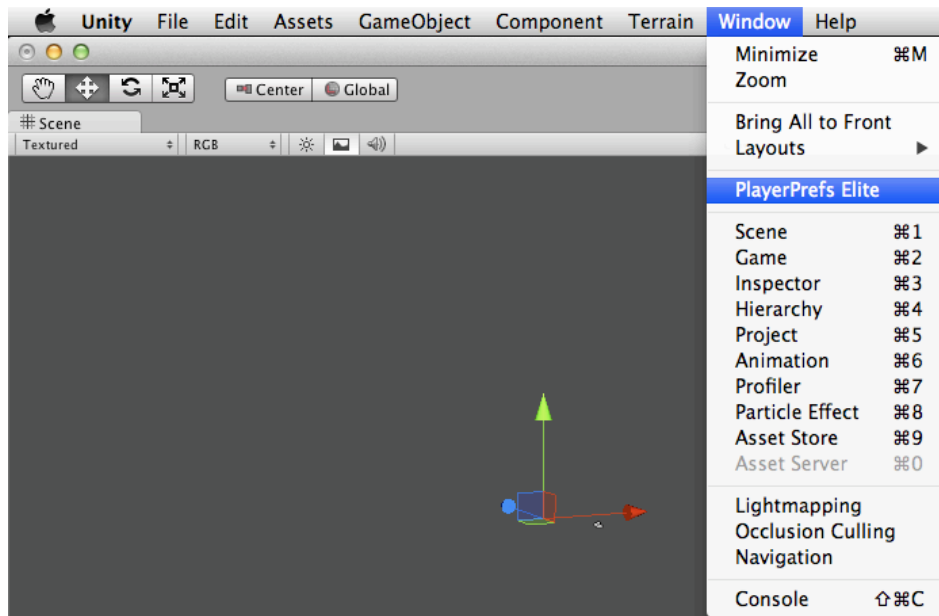 Unity File Edit Assets GameObject Component Terrain Window Help
Minimize ⌘M
Zoom
Center Global
Bring All to Front
# Scene
Layouts ▶
Textured RGB
PlayerPrefs Elite
Scene ⌘1
Game ⌘2
Inspector ⌘3
Hierarchy ⌘4
Project ⌘5
Animation ⌘6
Profiler ⌘7
Particle Effect ⌘8
Asset Store ⌘9
Asset Server ⌘0
Lightmapping
Occlusion Culling
Navigation
Console ⇧⌘C